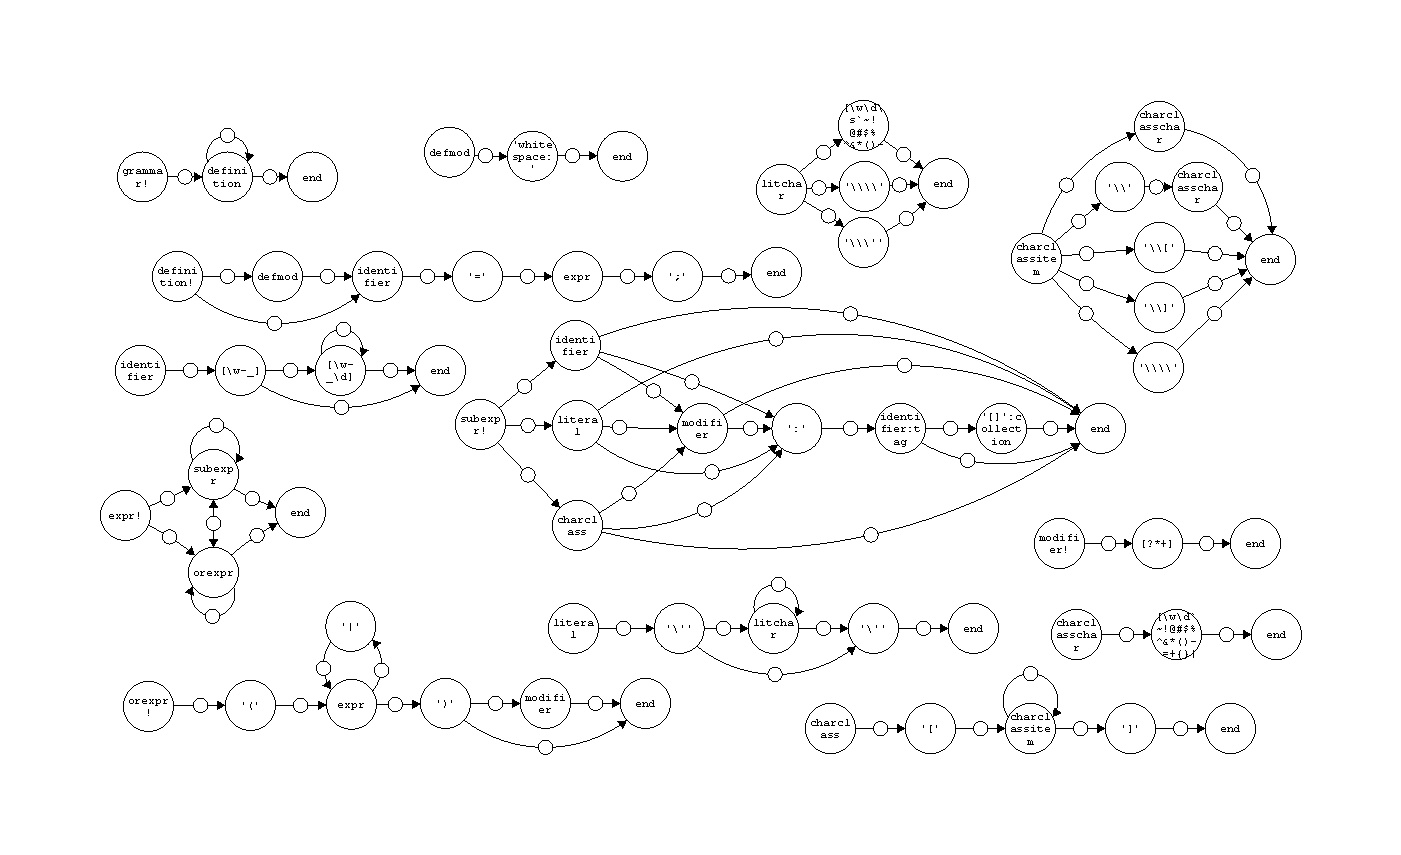 gramma
r!
defini
tion
end
defmod
'white
space:
'
end
litcha
r
[\w\d\
s`~!
@#$%
^&*()-
'\\\\'
'\\\''
end
charcl
assite
m
charcl
asscha
r
'\\'
charcl
asscha
r
'\\['
'\\]'
'\\\\'
end
defini
tion!
defmod
identi
fier
'='
expr
';'
end
identi
fier
[\w-_]
[\w-
_\d]
end
subexp
r!
identi
fier
litera
l
charcl
ass
modifi
er
':'
identi
fier:t
ag
'[]':c
ollect
ion
end
expr!
subexp
r
orexpr
end
modifi
er!
[?*+]
end
litera
l
'\''
litcha
r
'\''
end
charcl
asscha
r
[\w\d`
~!@#$%
^&*()-
=+{}|
end
orexpr
!
'('
'|'
expr
')'
modifi
er
end
charcl
ass
'['
charcl
assite
m
']'
end